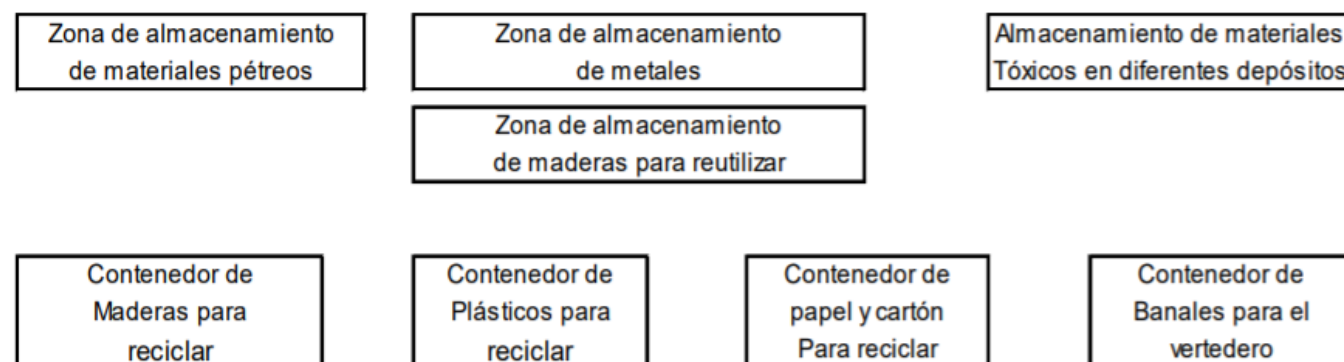 Zona de almacenamiento
de materiales pétreos
Zona de almacenamiento
de metales
Almacenamiento de materiales
Tóxicos en diferentes depósitos
Zona de almacenamiento
de maderas para reutilizar
Contenedor de
Maderas para
reciclar
Contenedor de
Plásticos para
reciclar
Contenedor de
papel y cartón
Para reciclar
Contenedor de
Banales para el
vertedero